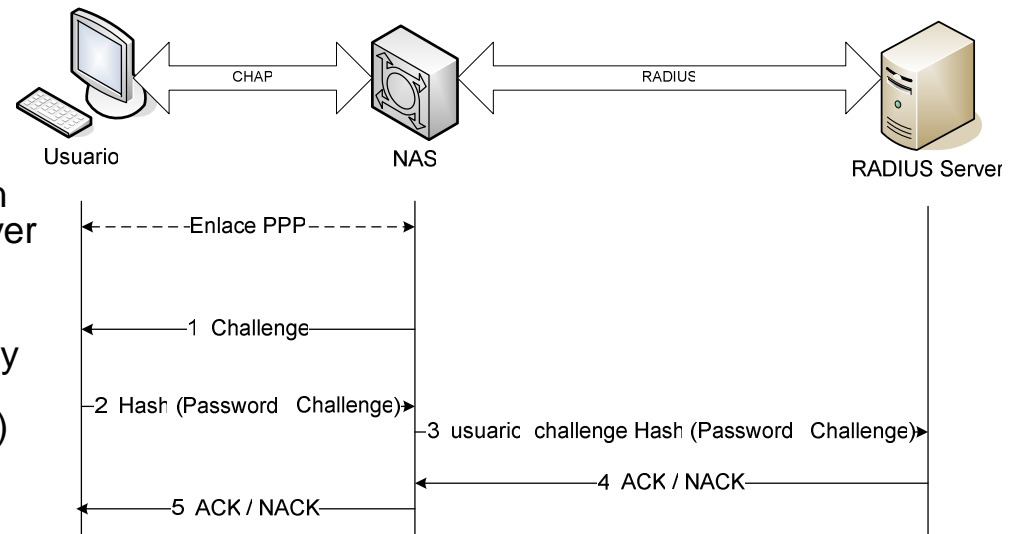 CHAP
RADIUS
Usuario
NAS
RADIUS Server
n
ver
y
)
Enlace PPP
1 Challenge
2 Hash (Password Challenge)
3 usuario challenge Hash (Password Challenge)
4 ACK / NACK
5 ACK / NACK